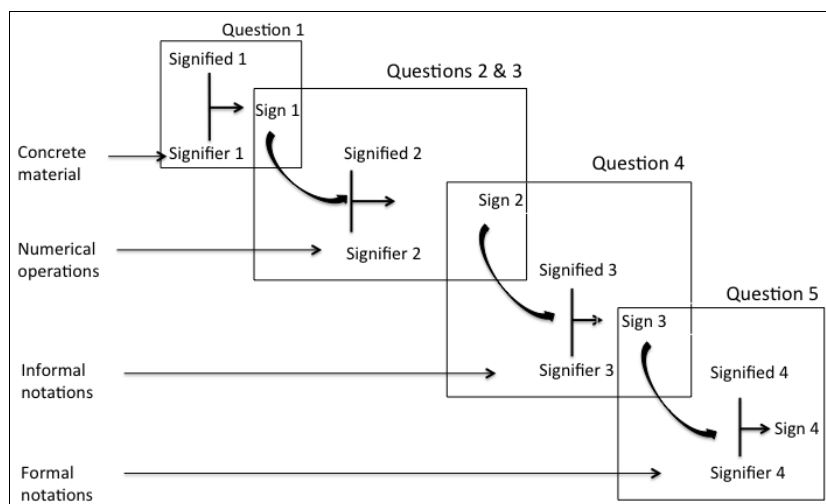 Question 1
Signified 1
Questions 2 & 3
Sign 1
Concrete
material
Signifier 1
Signified 2
Question 4
Sign 2
Numerical
operations
Signifier 2
Signified 3
Question 5
Sign 3
Informal
notations
Signifier 3
Signified 4
Sign 4
Formal
notations
Signifier 4